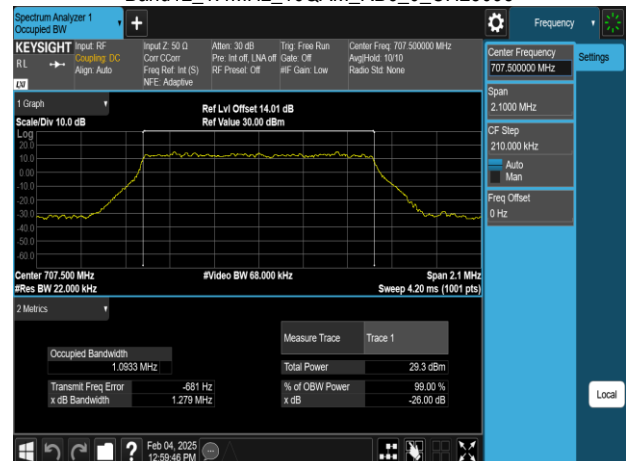 Spectrum Analyzer 1
Occupied BW
Frequency
KEYSIGHT
Input: RF
Input Z: 50 Ω
Atten: 30 dB
Trig: Free Run
Center Freq: 707.500000 MHz
RL
Coupling: DC
Corr CCorr
Pre: Int off, LNA off
Gate: Off
Avg|Hold: 10/10
Align: Auto
Freq Ref: Int (S)
RF Preset: Off
#IF Gain: Low
Radio Std: None
LXI
NFE: Adaptive
Center Frequency
707.500000 MHz
Settings
Span
2.1000 MHz
CF Step
210.000 kHz
Auto
Man
Freq Offset
0 Hz
1 Graph
Ref Lvl Offset 14.01 dB
Scale/Div 10.0 dB
Ref Value 30.00 dBm
Log
20.0
10.0
0.00
-10.0
-20.0
-30.0
-40.0
-50.0
-60.0
Center 707.500 MHz
#Video BW 68.000 kHz
Span 2.1 MHz
#Res BW 22.000 kHz
Sweep 4.20 ms (1001 pts)
2 Metrics
Measure Trace
Trace 1
Occupied Bandwidth
1.0933 MHz
Total Power
29.3 dBm
Transmit Freq Error
-681 Hz
% of OBW Power
99.00 %
x dB Bandwidth
1.279 MHz
x dB
-26.00 dB
Local
Feb 04, 2025
12:59:46 PM